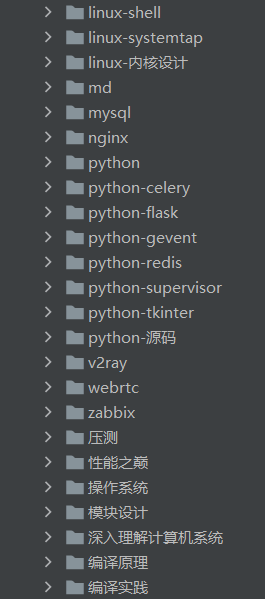 linux-shell
linux-systemtap
linux-内核设计
md
mysql
nginx
python
python-celery
python-flask
python-gevent
python-redis
python-supervisor
python-tkinter
python-源码
v2ray
webrtc
zabbix
压测
性能之巅
操作系统
模块设计
深入理解计算机系统
编译原理
编译实践